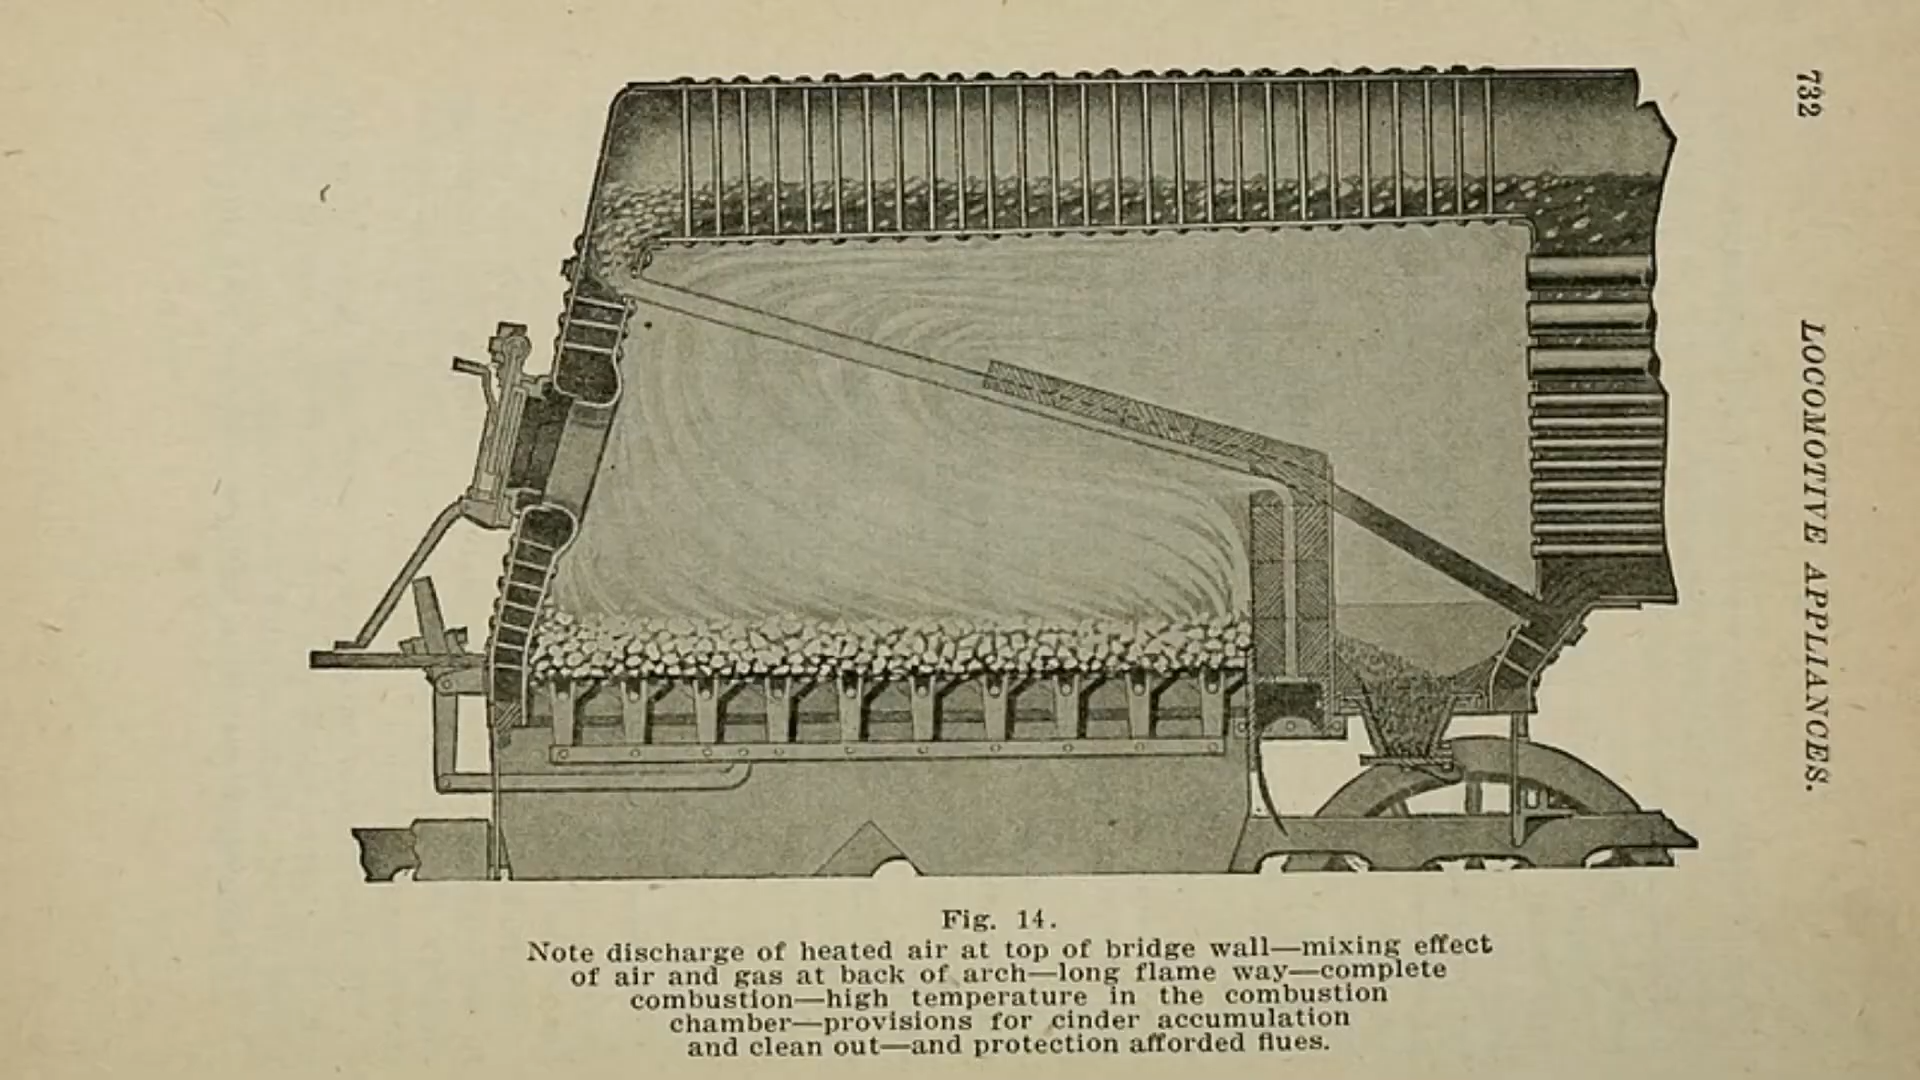 732
LOCOMOTIVE APPLIANCES.
Fig. 14.
Note discharge of heated air at top of bridge wall—mixing effect
of air and gas at back of arch—long flame way—complete
combustion—high temperature in the combustion
chamber—provisions for cinder accumulation
and clean out—and protection afforded flues.